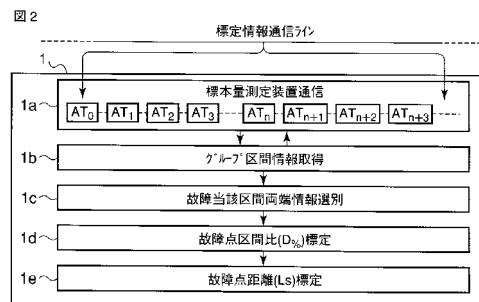 図2
標定情報通信ライン
1
1a
標本量測定装置通信
AT0 AT1 AT2 AT3 ATn ATn+1 ATn+2 ATn+3
1b
グループ区間情報取得
1c
故障当該区間両端情報選別
1d
故障点区間比(D%)標定
1e
故障点距離(Ls)標定